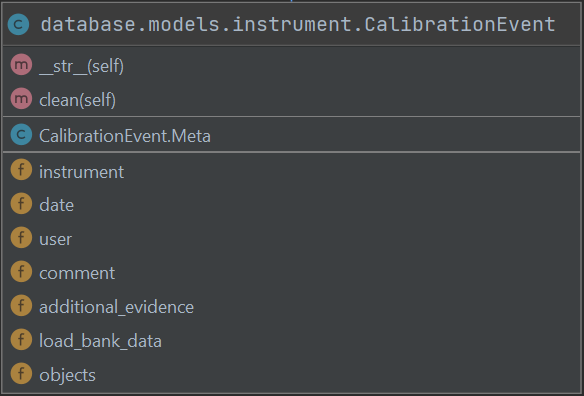 C database.models.instrument.CalibrationEvent
m __str__(self)
m clean(self)
C CalibrationEvent.Meta
f instrument
f date
f user
f comment
f additional_evidence
f load_bank_data
f objects